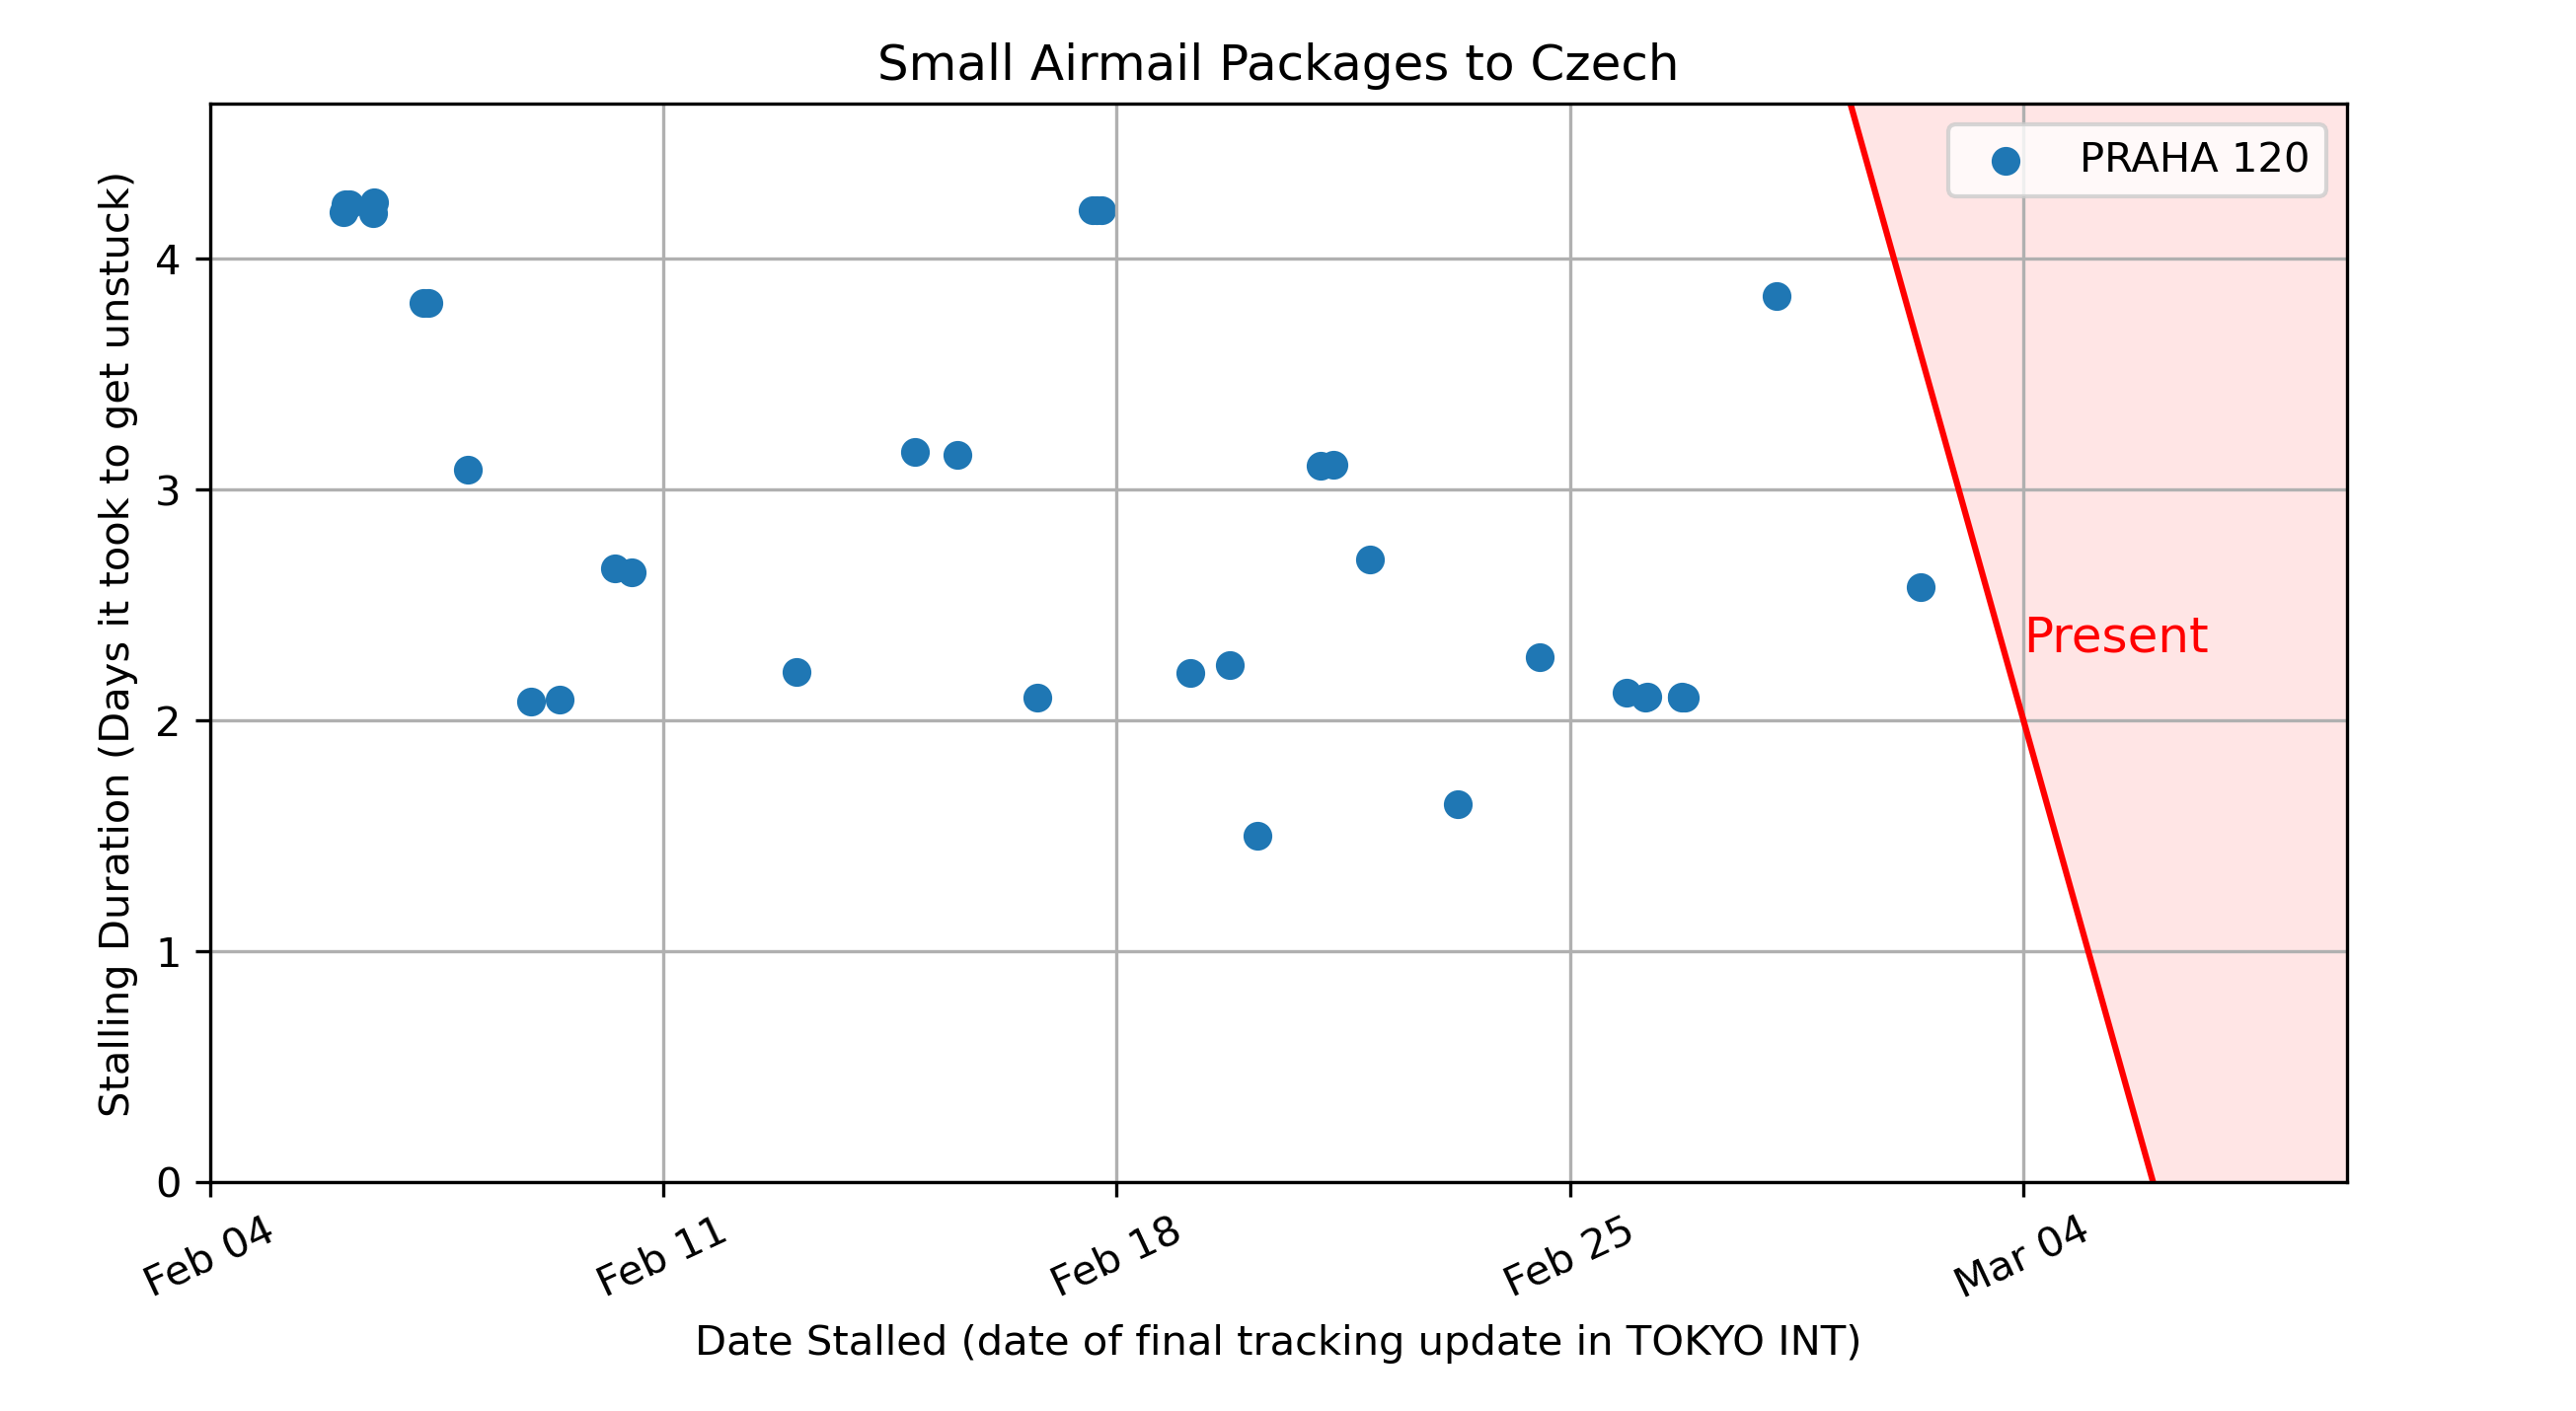 Small Airmail Packages to Czech
PRAHA 120
Present
Stalling Duration (Days it took to get unstuck)
4
3
2
1
0
Feb 04
Feb 11
Feb 18
Feb 25
Mar 04
Date Stalled (date of final tracking update in TOKYO INT)